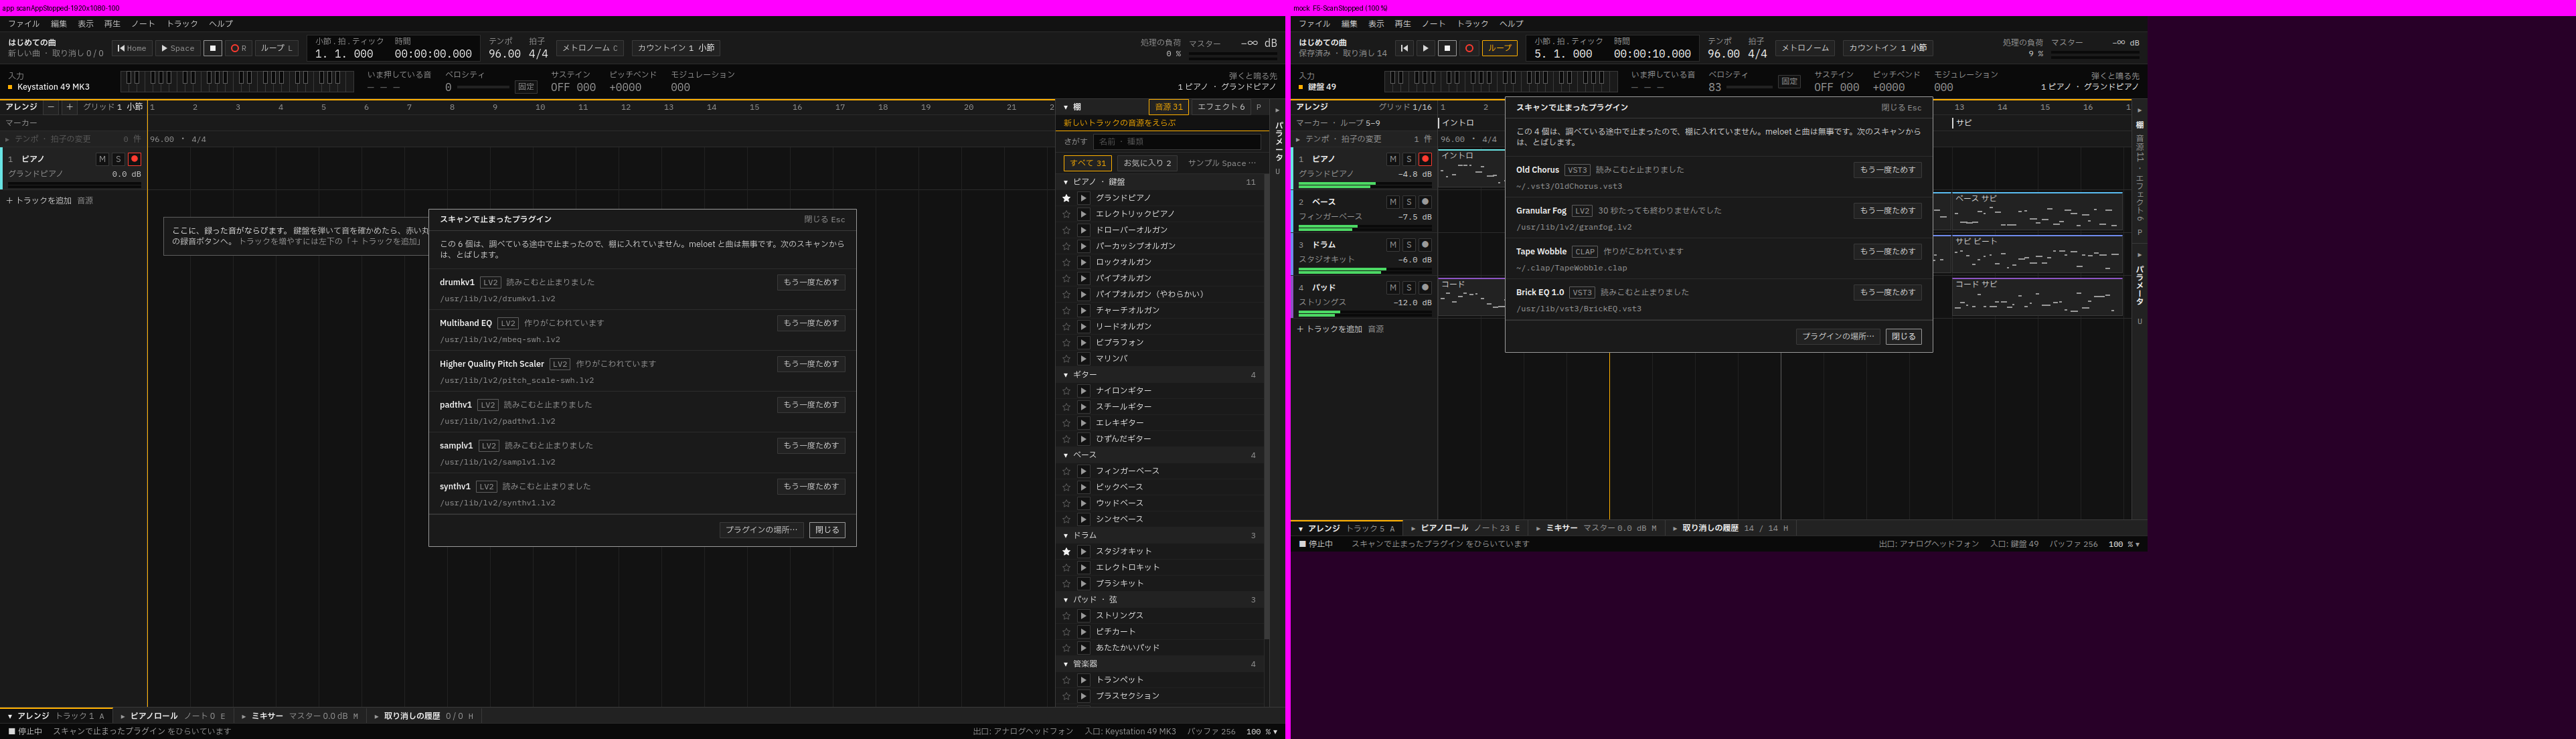 app scanAppStopped-1920x1080-100
ファイル 編集 表示 再生 ノート トラック ヘルプ
はじめての曲
新しい曲 ・ 取り消し 0 / 0
Home Space R ループ L
小節 . 拍 . ティック 時間
1. 1. 000 00:00:00.000
テンポ 拍子
96.00 4/4
メトロノーム C カウントイン 1 小節
処理の負荷 マスター −∞ dB
0 %
入力
Keystation 49 MK3
いま押している音 ベロシティ サステイン ピッチベンド モジュレーション
— — — 0 固定 OFF 000 +0000 000
弾くと鳴る先
1 ピアノ ・ グランドピアノ
アレンジ − + グリッド 1 小節
1 2 3 4 5 6 7 8 9 10 11 12 13 14 15 16 17 18 19 20 21 2
マーカー
テンポ ・ 拍子の変更 0 件 96.00 ・ 4/4
1 ピアノ M S
グランドピアノ 0.0 dB
+ トラックを追加 音源
ここに、録った音がならびます。 鍵盤を弾いて音を確かめたら、赤い丸
の録音ボタンへ。 トラックを増やすには左下の「+ トラックを追加」
スキャンで止まったプラグイン 閉じる Esc
この 6 個は、調べている途中で止まったので、棚に入れていません。meloet と曲は無事です。次のスキャンから
は、とばします。
drumkv1 LV2 読みこむと止まりました もう一度ためす
/usr/lib/lv2/drumkv1.lv2
Multiband EQ LV2 作りがこわれています もう一度ためす
/usr/lib/lv2/mbeq-swh.lv2
Higher Quality Pitch Scaler LV2 作りがこわれています もう一度ためす
/usr/lib/lv2/pitch_scale-swh.lv2
padthv1 LV2 読みこむと止まりました もう一度ためす
/usr/lib/lv2/padthv1.lv2
samplv1 LV2 読みこむと止まりました もう一度ためす
/usr/lib/lv2/samplv1.lv2
synthv1 LV2 読みこむと止まりました もう一度ためす
/usr/lib/lv2/synthv1.lv2
プラグインの場所… 閉じる
棚 音源 31 エフェクト 6 P
新しいトラックの音源をえらぶ
さがす 名前 ・ 種類
すべて 31 お気に入り 2 サンプル Space …
ピアノ ・ 鍵盤 11
グランドピアノ
エレクトリックピアノ
ドローバーオルガン
パーカッシブオルガン
ロックオルガン
パイプオルガン
パイプオルガン（やわらかい）
チャーチオルガン
リードオルガン
ビブラフォン
マリンバ
ギター 4
ナイロンギター
スチールギター
エレキギター
ひずんだギター
ベース 4
フィンガーベース
ピックベース
ウッドベース
シンセベース
ドラム 3
スタジオキット
エレクトロキット
ブラシキット
パッド ・ 弦 3
ストリングス
ピチカート
あたたかいパッド
管楽器 4
トランペット
ブラスセクション
パラメータ
U
アレンジ トラック 1 A ピアノロール ノート 0 E ミキサー マスター 0.0 dB M 取り消しの履歴 0 / 0 H
停止中 スキャンで止まったプラグイン をひらいています
出口: アナログヘッドフォン 入口: Keystation 49 MK3 バッファ 256 100 %
mock F6-ScanStopped (100 %)
ファイル 編集 表示 再生 ノート トラック ヘルプ
はじめての曲
保存済み ・ 取り消し 14
ループ
小節 . 拍 . ティック 時間
5. 1. 000 00:00:10.000
テンポ 拍子
96.00 4/4
メトロノーム カウントイン 1 小節
処理の負荷 マスター −∞ dB
9 %
入力
鍵盤 49
いま押している音 ベロシティ サステイン ピッチベンド モジュレーション
— — — 83 固定 OFF 000 +0000 000
弾くと鳴る先
1 ピアノ ・ グランドピアノ
アレンジ グリッド 1/16
1 2 13 14 15 16 1
マーカー ・ ループ 5–9 イントロ サビ
テンポ ・ 拍子の変更 1 件 96.00 ・ 4/4
1 ピアノ M S イントロ
グランドピアノ −4.8 dB
2 ベース M S ベース サビ
フィンガーベース −7.5 dB
3 ドラム M S サビ ビート
スタジオキット −6.0 dB
4 パッド M S コード コード サビ
ストリングス −12.0 dB
+ トラックを追加 音源
スキャンで止まったプラグイン 閉じる Esc
この 4 個は、調べている途中で止まったので、棚に入れていません。meloet と曲は無事です。次のスキャンから
は、とばします。
Old Chorus VST3 読みこむと止まりました もう一度ためす
~/.vst3/OldChorus.vst3
Granular Fog LV2 30 秒たっても終わりませんでした もう一度ためす
/usr/lib/lv2/granfog.lv2
Tape Wobble CLAP 作りがこわれています もう一度ためす
~/.clap/TapeWobble.clap
Brick EQ 1.0 VST3 読みこむと止まりました もう一度ためす
/usr/lib/vst3/BrickEQ.vst3
プラグインの場所… 閉じる
棚 音源 11 ・ エフェクト 6 P
パラメータ U
アレンジ トラック 5 A ピアノロール ノート 23 E ミキサー マスター 0.0 dB M 取り消しの履歴 14 / 14 H
停止中 スキャンで止まったプラグイン をひらいています
出口: アナログヘッドフォン 入口: 鍵盤 49 バッファ 256 100 %